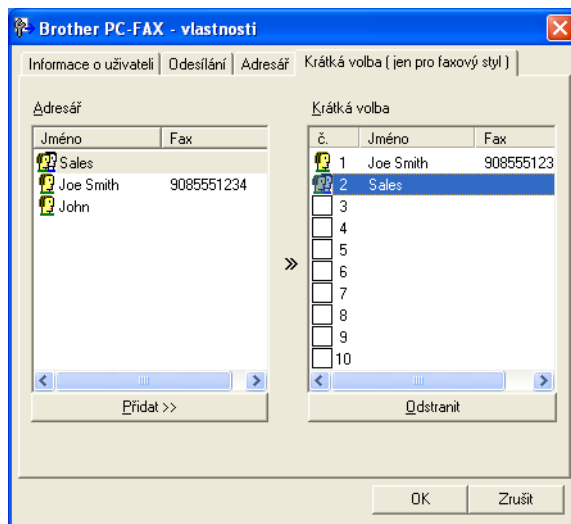 Brother PC-FAX - vlastnosti
Informace o uživateli Odesílání Adresář Krátká volba ( jen pro faxový styl )
Adresář
Jméno Fax
Sales
Joe Smith 9085551234
John
Přidat >>
»
Krátká volba
č. Jméno Fax
1 Joe Smith 908555123
2 Sales
3
4
5
6
7
8
9
10
Odstranit
OK Zrušit